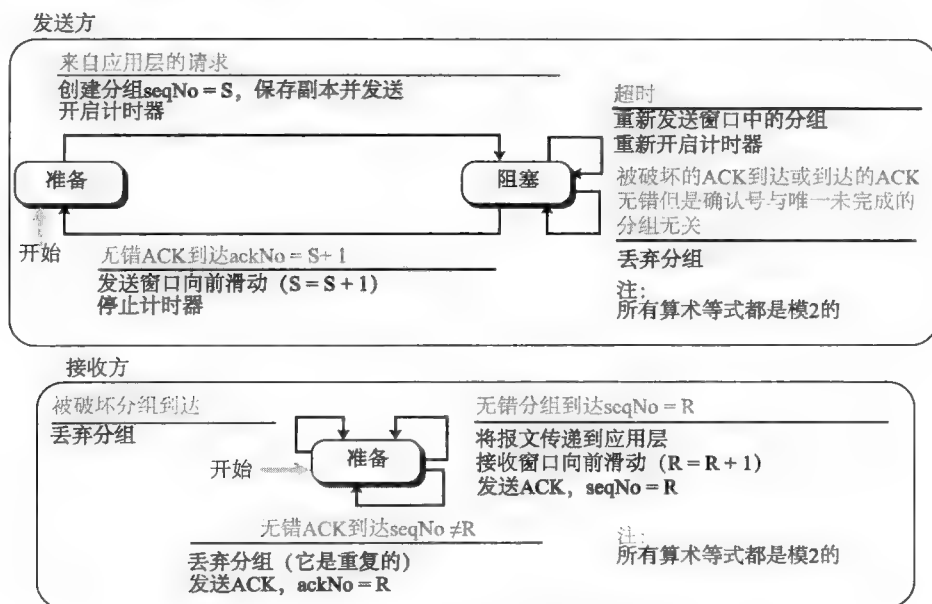 发送方
来自应用层的请求
创建分组seqNo = S，保存副本并发送
开启计时器
超时
重新发送窗口中的分组
重新开启计时器
准备
阻塞
被破坏的ACK到达或到达的ACK
无错但是确认号与唯一未完成的
分组无关
开始
无错ACK到达ackNo = S+ 1
发送窗口向前滑动（S = S + 1）
停止计时器
丢弃分组
注：
所有算术等式都是模2的
接收方
被破坏分组到达
丢弃分组
无错分组到达seqNo = R
将报文传递到应用层
接收窗口向前滑动（R = R + 1）
发送ACK，seqNo = R
准备
开始
无错ACK到达seqNo ≠R
丢弃分组（它是重复的）
发送ACK，ackNo = R
注：
所有算术等式都是模2的